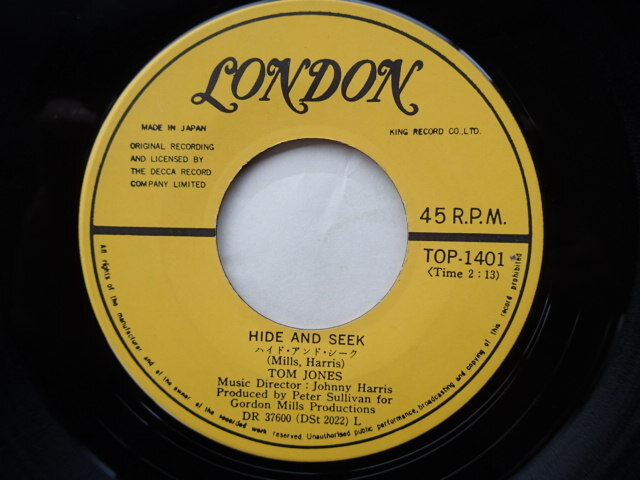 LONDON
MADE IN JAPAN
KING RECORD CO., LTD.
ORIGINAL RECORDING
AND LICENSED BY
THE DECCA RECORD
COMPANY LIMITED
45 R.P.M.
TOP-1401
(Time 2:13)
HIDE AND SEEK
ハイド・アンド・シーク
(Mills, Harris)
TOM JONES
Music Director: Johnny Harris
Produced by Peter Sullivan for
Gordon Mills Productions
DR 37600 (DSt 2022) L
All rights of the manufacturer and of the owner of the recorded work reserved. Unauthorised public performance, broadcasting and copying of this record prohibited